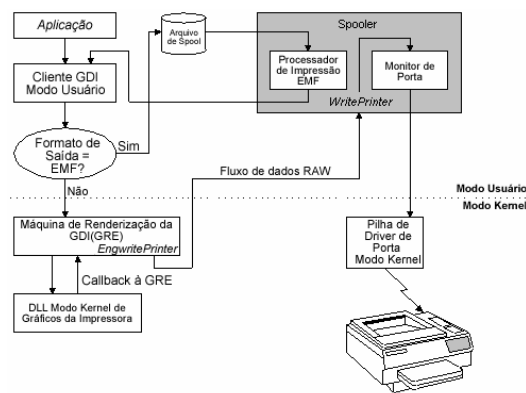 Aplicação
Cliente GDI
Modo Usuário
Formato de
Saída =
EMF?
Sim
Não
Arquivo
de Spool
Spooler
Processador
de Impressão
EMF
Monitor de
Porta
WritePrinter
Fluxo de dados RAW
Modo Usuário
Modo Kernel
Máquina de Renderização da
GDI(GRE)
EngwritePrinter
Callback à GRE
DLL Modo Kernel de
Gráficos da Impressora
Pilha de
Driver de
Porta
Modo Kernel